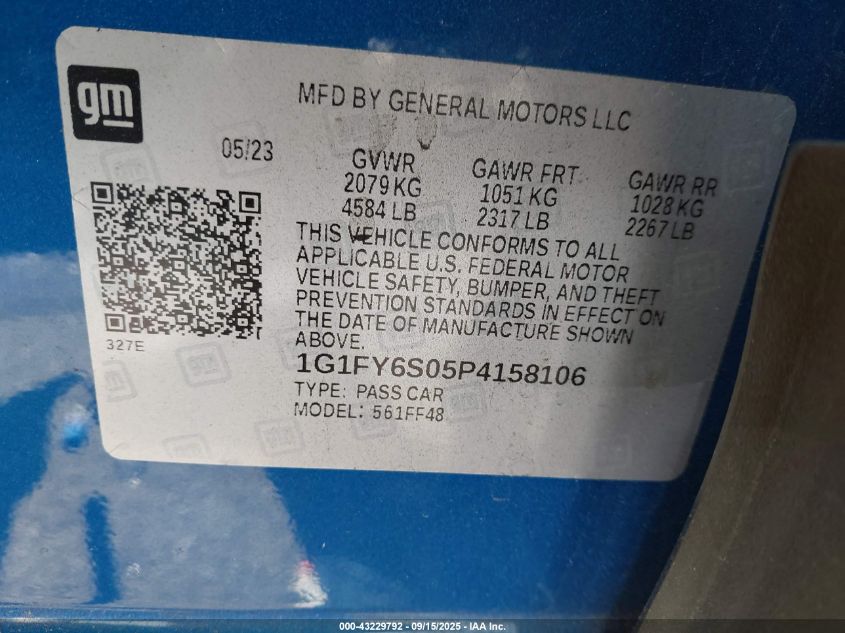 gm
MFD BY GENERAL MOTORS LLC
05/23
GVWR GAWR FRT GAWR RR
2079 KG 1051 KG 1028 KG
4584 LB 2317 LB 2267 LB
THIS VEHICLE CONFORMS TO ALL
APPLICABLE U.S. FEDERAL MOTOR
VEHICLE SAFETY, BUMPER, AND THEFT
PREVENTION STANDARDS IN EFFECT ON
THE DATE OF MANUFACTURE SHOWN
ABOVE.
327E
1G1FY6S05P4158106
TYPE: PASS CAR
MODEL: 561FF48
000-43229792 - 09/15/2025 - IAA Inc.